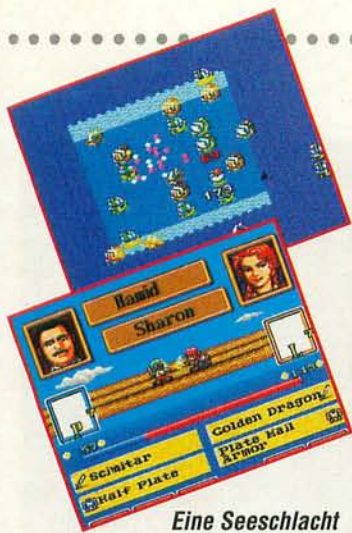 Hamid
Sharon
P
L
Scimitar
Half Plate
Golden Dragon
Plate Mail
Armor
Eine Seeschlacht